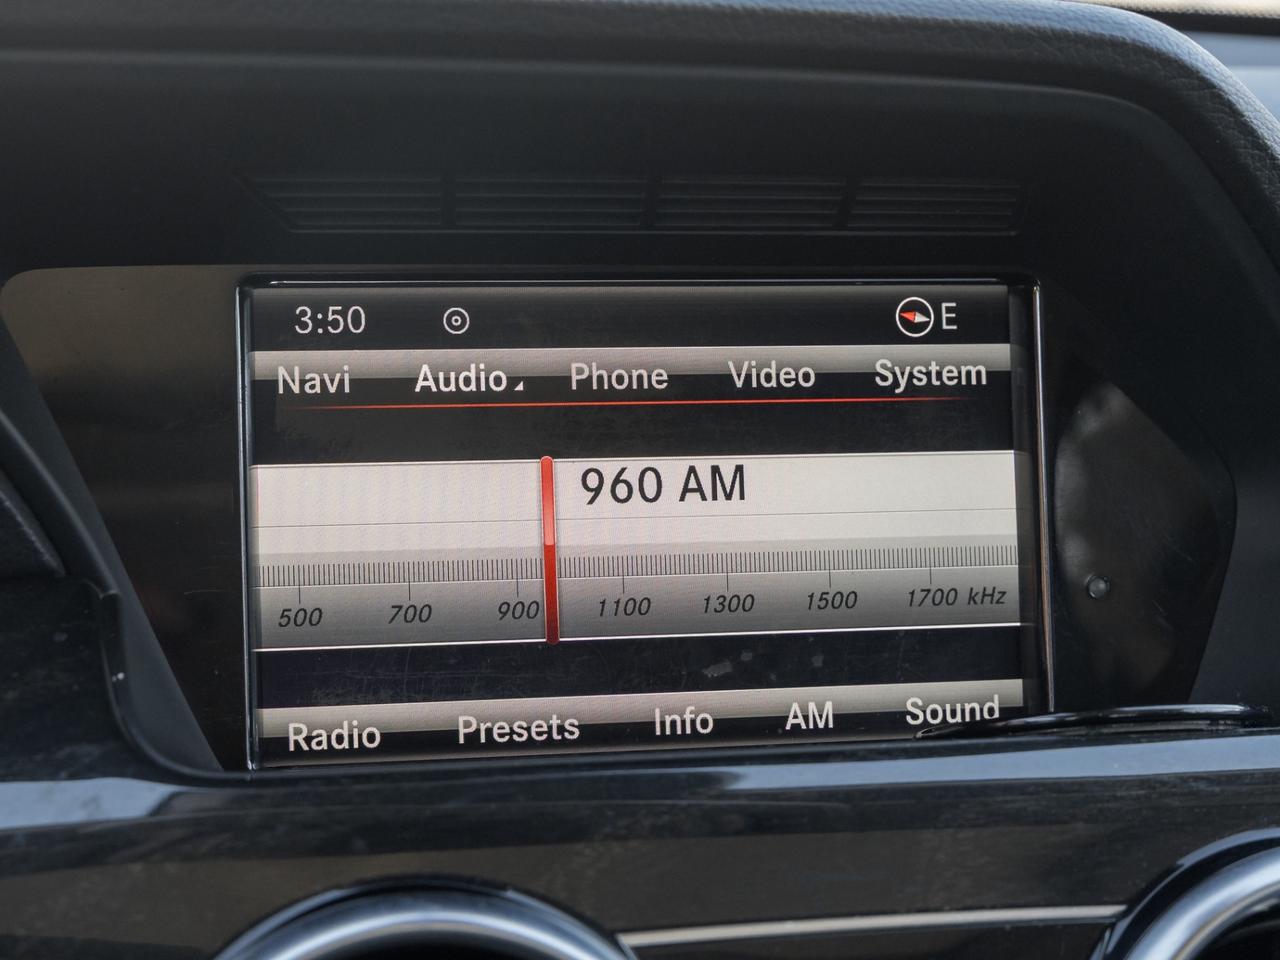 3:50 E
Navi Audio Phone Video System
960 AM
500 700 900 1100 1300 1500 1700 kHz
Radio Presets Info AM Sound